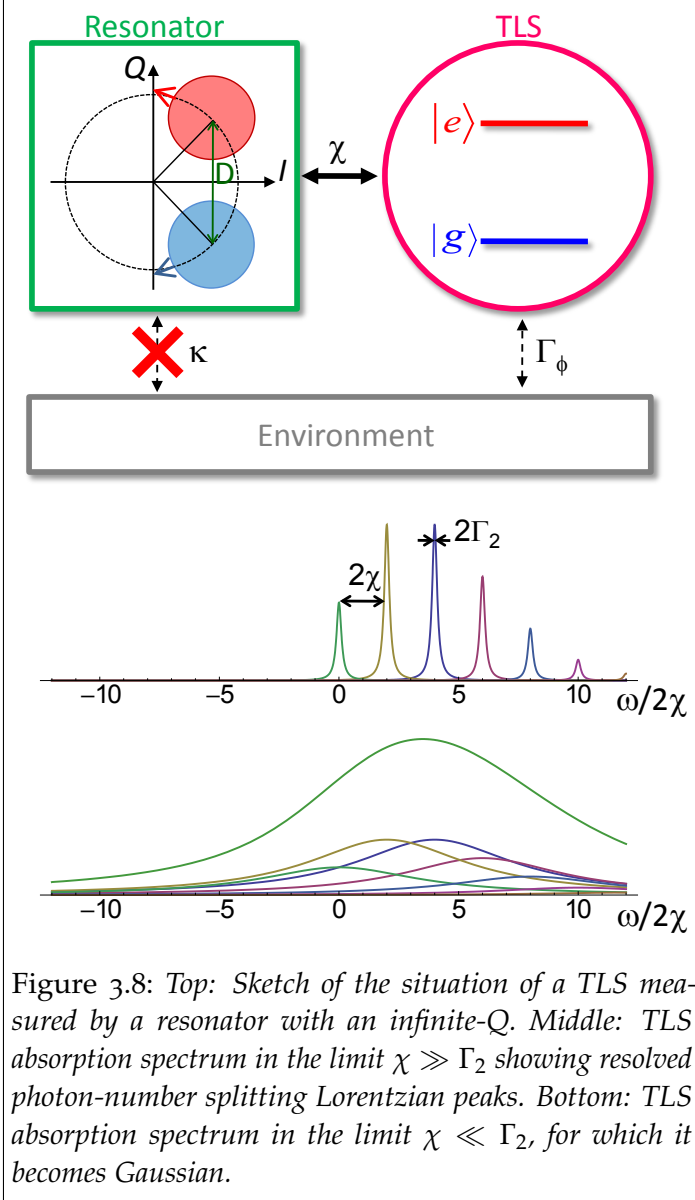 Resonator
TLS
Q
I
D
χ
|e⟩
|g⟩
κ
Γϕ
Environment
2Γ₂
2χ
−10 −5 0 5 10 ω/2χ
−10 −5 0 5 10 ω/2χ
Figure 3.8: Top: Sketch of the situation of a TLS mea-
sured by a resonator with an infinite-Q. Middle: TLS
absorption spectrum in the limit χ ≫ Γ₂ showing resolved
photon-number splitting Lorentzian peaks. Bottom: TLS
absorption spectrum in the limit χ ≪ Γ₂, for which it
becomes Gaussian.